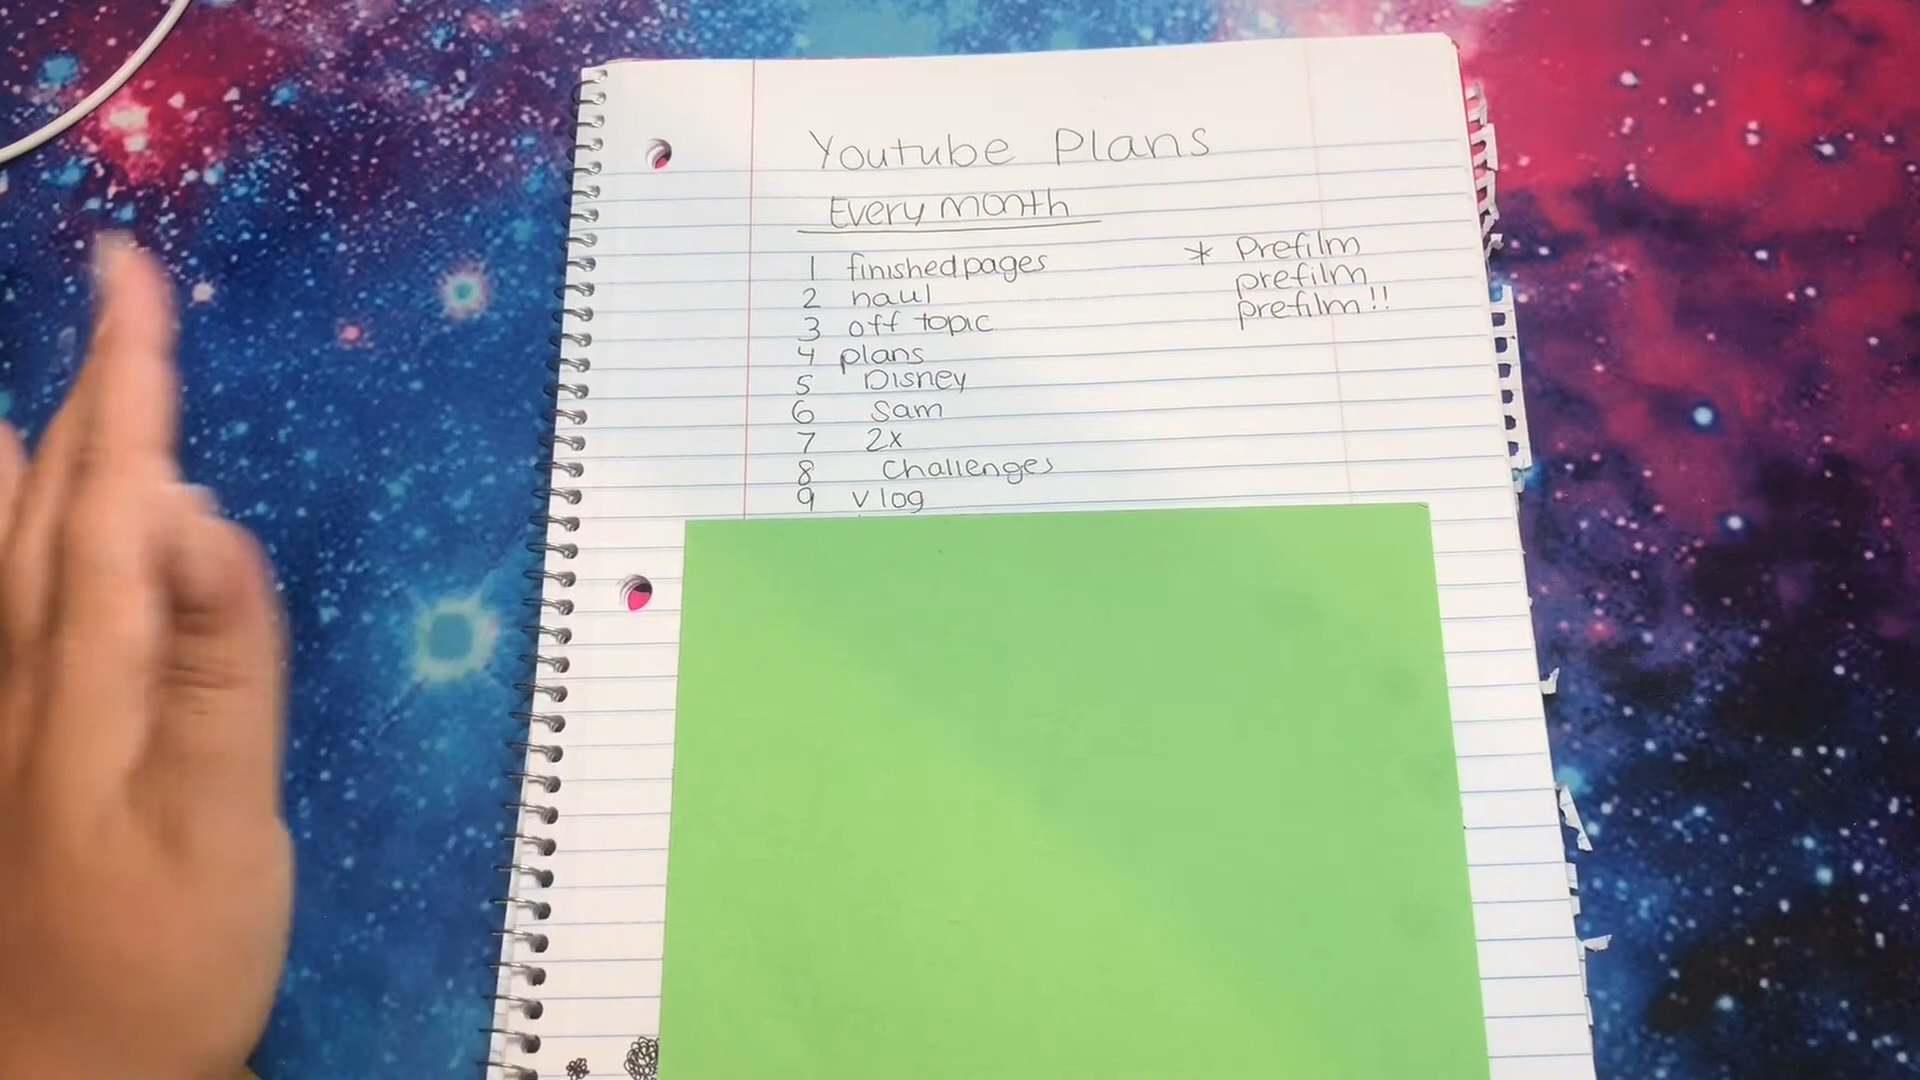 Youtube Plans
Every month
1 finished pages
2 haul
3 off topic
4 plans
5 Disney
6 Sam
7 2x
8 Challenges
9 vlog
* Prefilm
prefilm
prefilm!!